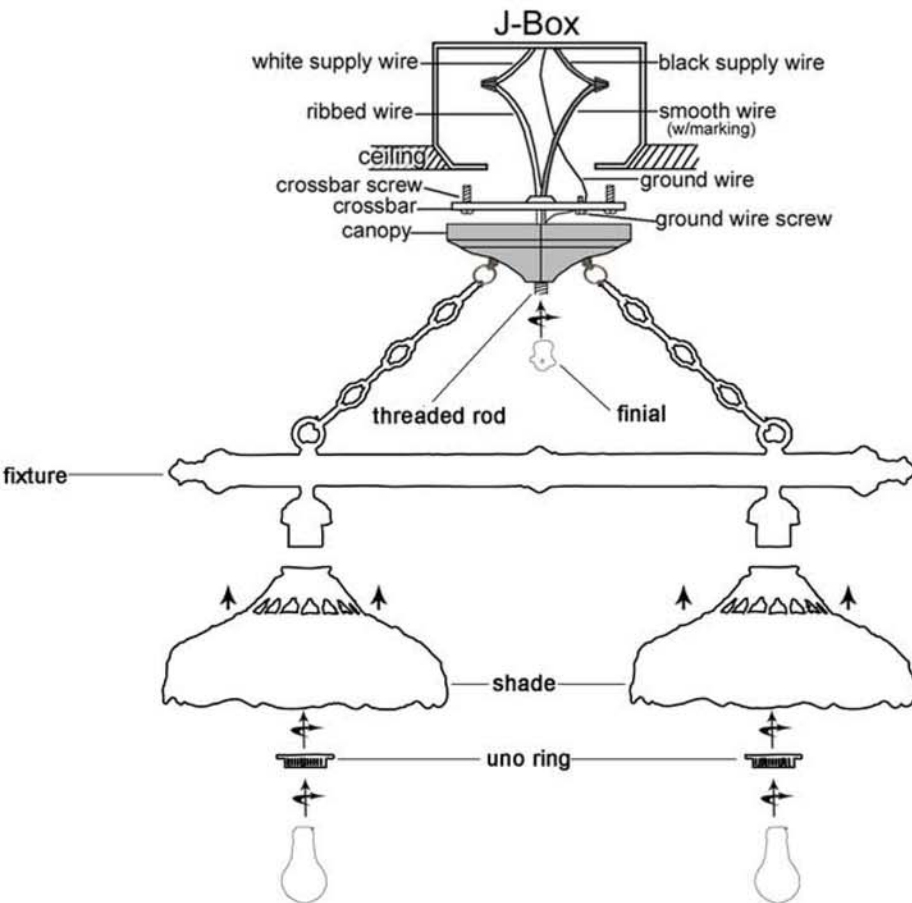 J-Box
white supply wire
black supply wire
ribbed wire
smooth wire
(w/marking)
ceiling
crossbar screw
ground wire
crossbar
ground wire screw
canopy
threaded rod
finial
fixture
shade
uno ring